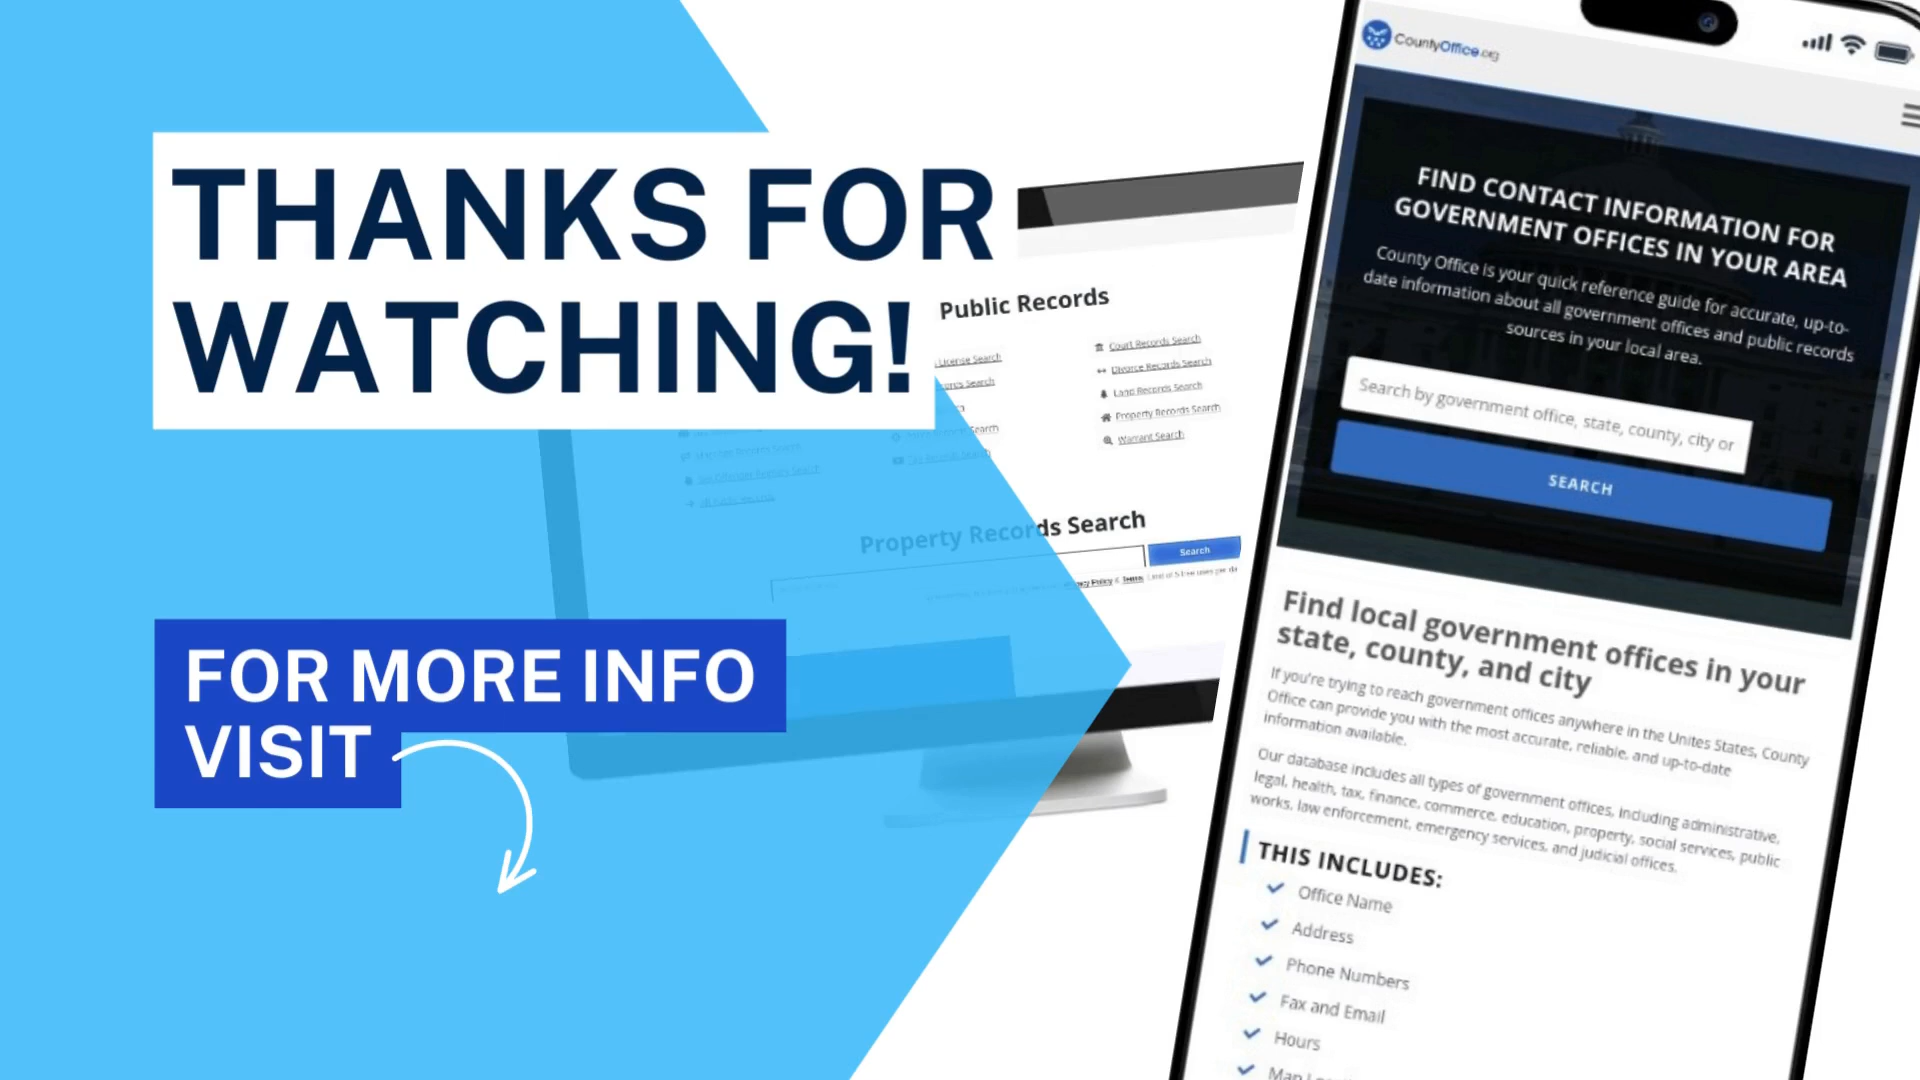 THANKS FOR
WATCHING!
FOR MORE INFO
VISIT
Public Records
License Search
Search
Search
Court Records Search
Divorce Records Search
Land Records Search
Property Records Search
Warrant Search
Property Records Search
Search
Policy & Terms
CountyOffice.org
FIND CONTACT INFORMATION FOR
GOVERNMENT OFFICES IN YOUR AREA
County Office is your quick reference guide for accurate, up-to-
date information about all government offices and public records
sources in your local area.
Search by government office, state, county, city or
SEARCH
Find local government offices in your
state, county, and city
If you're trying to reach government offices anywhere in the Unites States, County
Office can provide you with the most accurate, reliable, and up-to-date
information available.
Our database includes all types of government offices, including administrative,
legal, health, tax, finance, commerce, education, property, social services, public
works, law enforcement, emergency services, and judicial offices.
THIS INCLUDES:
Office Name
Address
Phone Numbers
Fax and Email
Hours